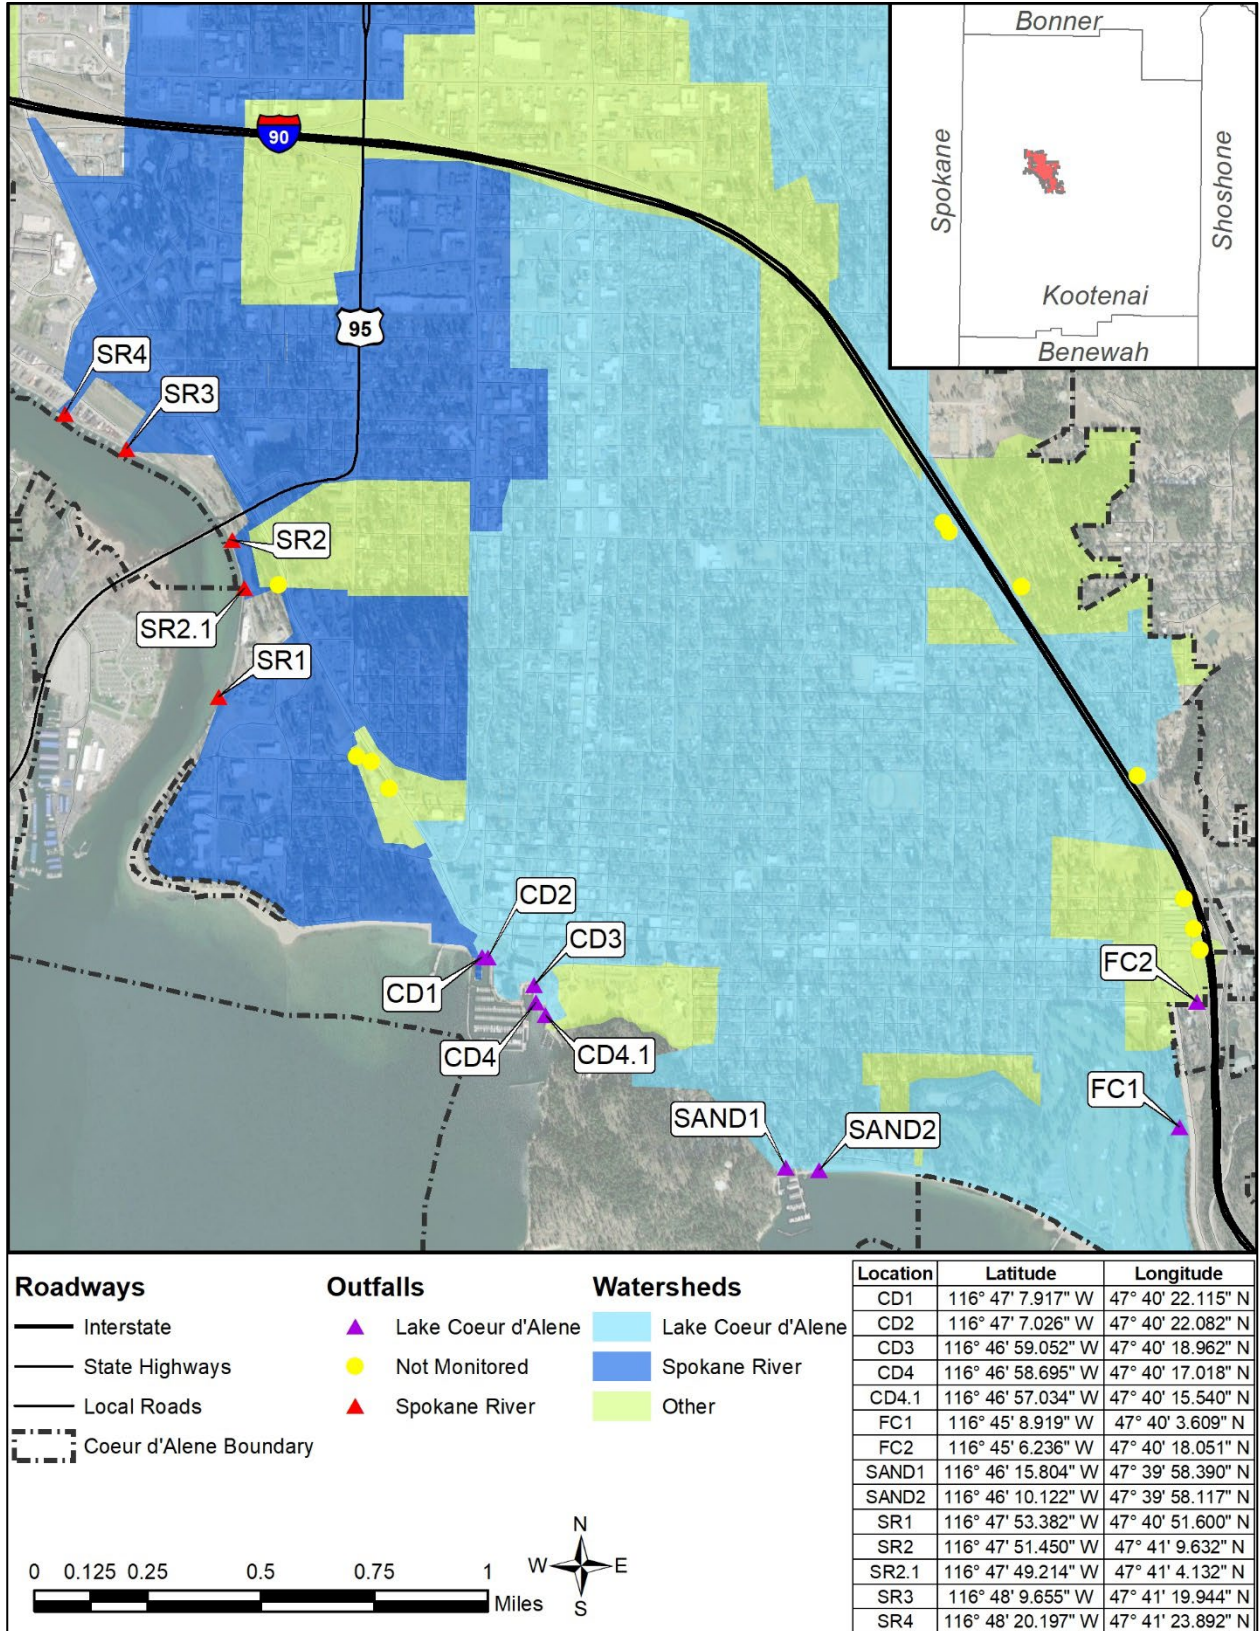 Bonner
Spokane
Shoshone
Kootenai
Benewah
90
95
SR4
SR3
SR2
SR2.1
SR1
CD2
CD3
CD1
CD4
CD4.1
FC2
FC1
SAND1
SAND2
Roadways
Interstate
State Highways
Local Roads
Coeur d'Alene Boundary
Outfalls
Lake Coeur d'Alene
Not Monitored
Spokane River
Watersheds
Lake Coeur d'Alene
Spokane River
Other
0 0.125 0.25 0.5 0.75 1
Miles
N
W E
S
Location Latitude Longitude
CD1 116° 47' 7.917" W 47° 40' 22.115" N
CD2 116° 47' 7.026" W 47° 40' 22.082" N
CD3 116° 46' 59.052" W 47° 40' 18.962" N
CD4 116° 46' 58.695" W 47° 40' 17.018" N
CD4.1 116° 46' 57.034" W 47° 40' 15.540" N
FC1 116° 45' 8.919" W 47° 40' 3.609" N
FC2 116° 45' 6.236" W 47° 40' 18.051" N
SAND1 116° 46' 15.804" W 47° 39' 58.390" N
SAND2 116° 46' 10.122" W 47° 39' 58.117" N
SR1 116° 47' 53.382" W 47° 40' 51.600" N
SR2 116° 47' 51.450" W 47° 41' 9.632" N
SR2.1 116° 47' 49.214" W 47° 41' 4.132" N
SR3 116° 48' 9.655" W 47° 41' 19.944" N
SR4 116° 48' 20.197" W 47° 41' 23.892" N